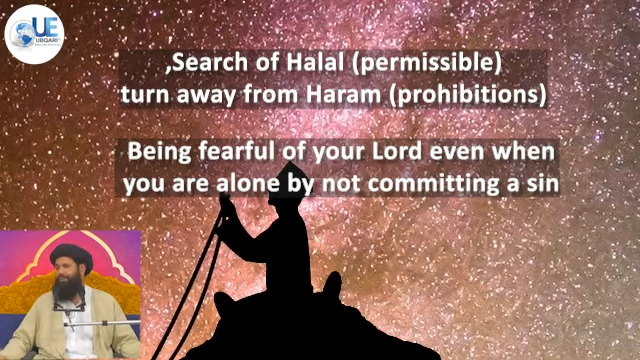 UE
UBQARI
,Search of Halal (permissible)
turn away from Haram (prohibitions)
Being fearful of your Lord even when
you are alone by not committing a sin